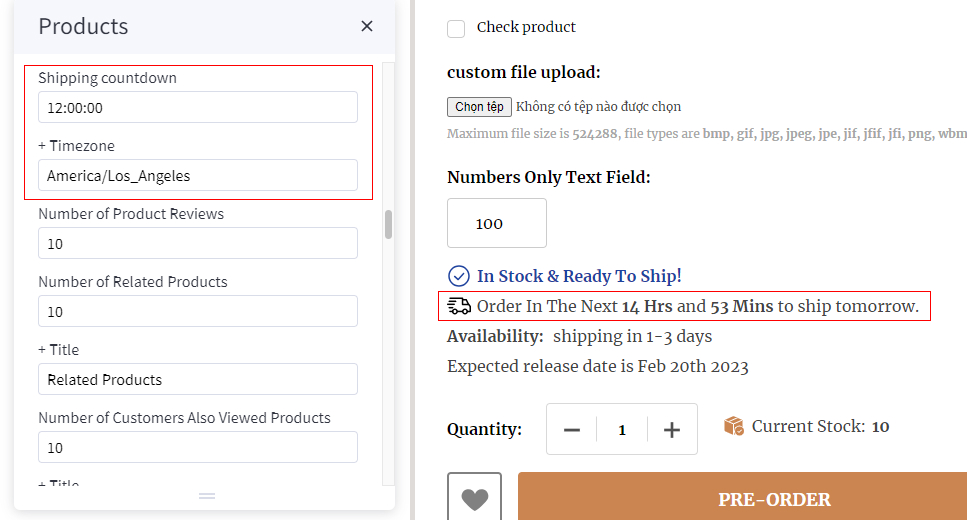 Products
Shipping countdown
12:00:00
+ Timezone
America/Los_Angeles
Number of Product Reviews
10
Number of Related Products
10
+ Title
Related Products
Number of Customers Also Viewed Products
10
+ Title
Check product
custom file upload:
Chọn tệp Không có tệp nào được chọn
Maximum file size is 524288, file types are bmp, gif, jpg, jpeg, jpe, jif, jfif, jfi, png, wbm
Numbers Only Text Field:
100
In Stock & Ready To Ship!
Order In The Next 14 Hrs and 53 Mins to ship tomorrow.
Availability: shipping in 1-3 days
Expected release date is Feb 20th 2023
Quantity: 1 Current Stock: 10
PRE-ORDER